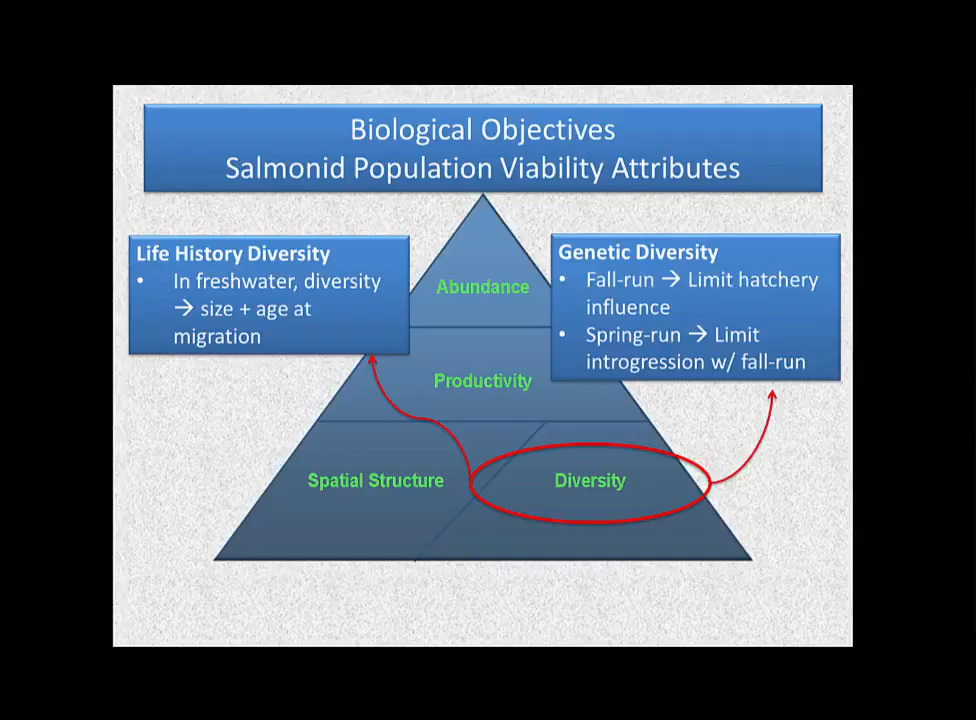 Biological Objectives
Salmonid Population Viability Attributes
Life History Diversity
• In freshwater, diversity
→ size + age at
migration
Genetic Diversity
• Fall-run → Limit hatchery
influence
• Spring-run → Limit
introgression w/ fall-run
Abundance
Productivity
Spatial Structure
Diversity